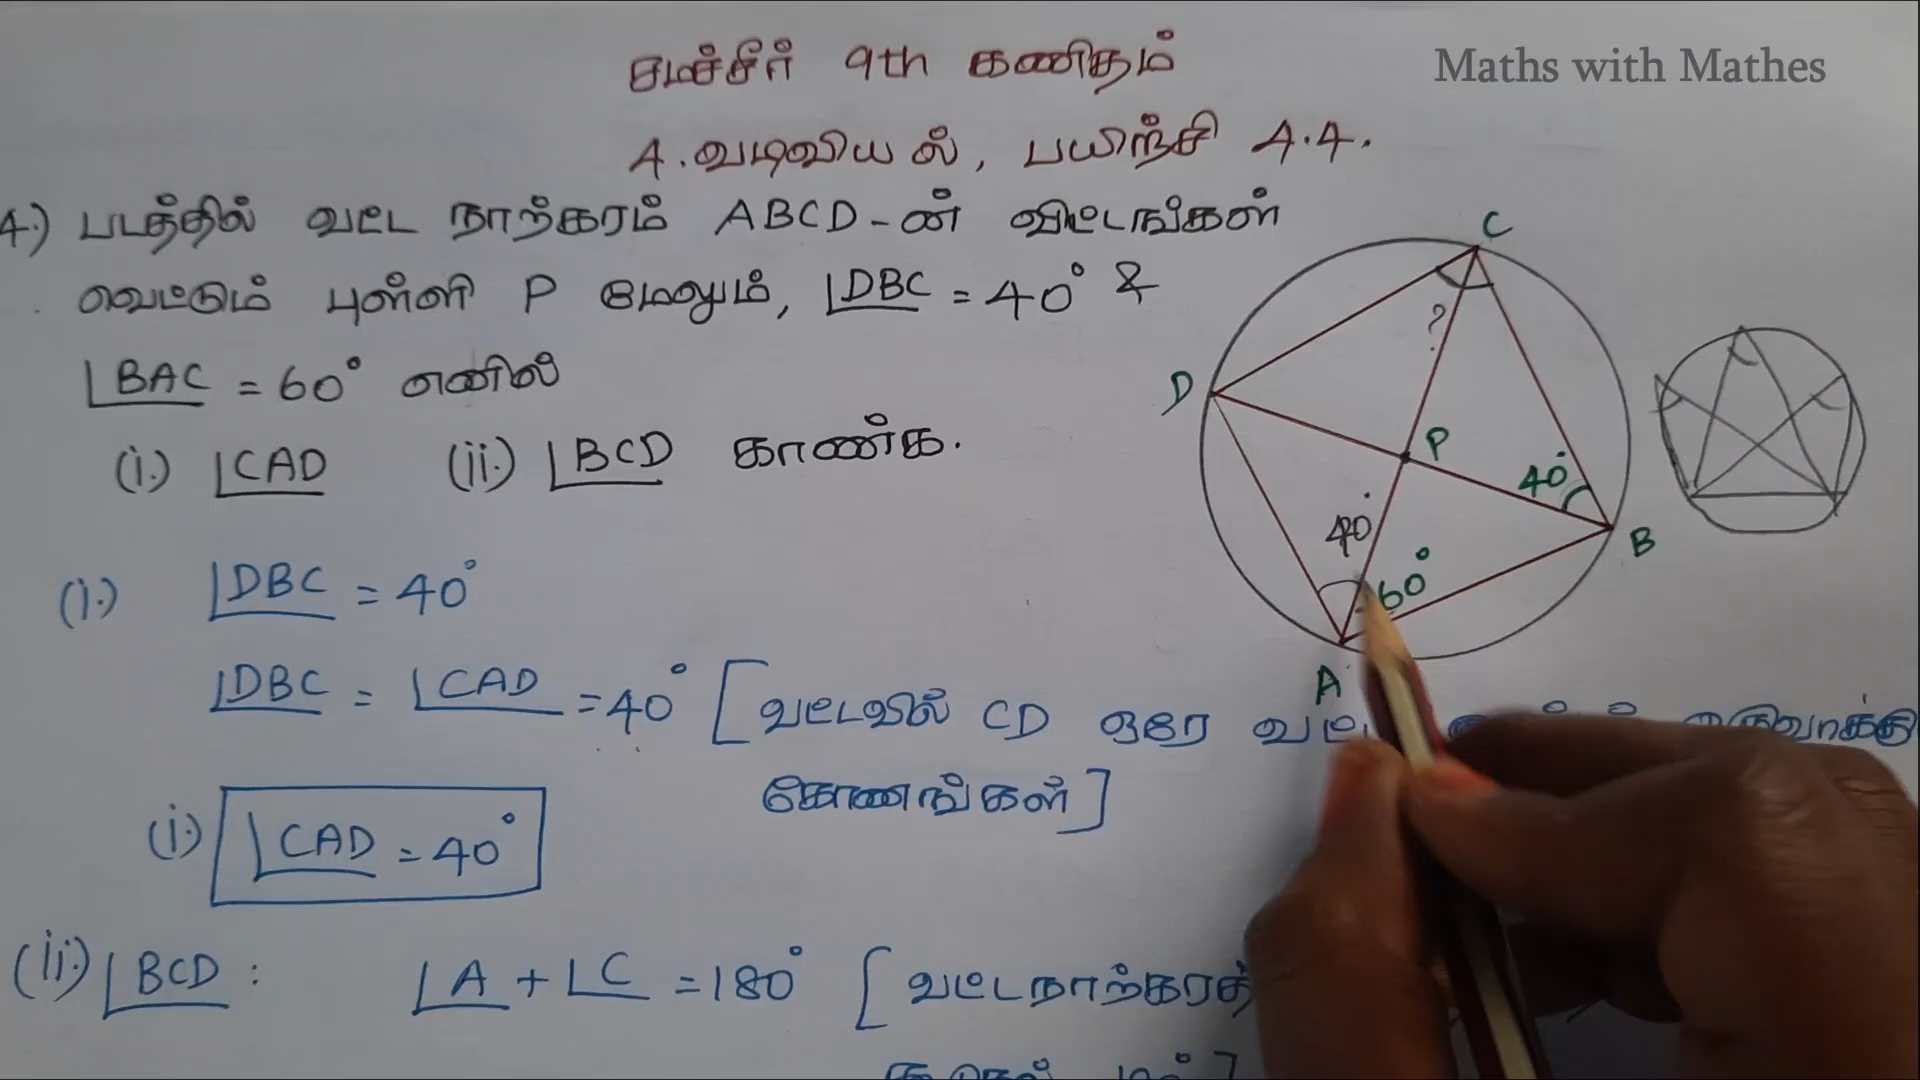 சமச்சீர் 9th கணிதம்
Maths with Mathes
4. வடிவியல், பயிற்சி 4.4.
4.) படத்தில் வட்ட நாற்கரம் ABCD-ன் விட்டங்கள்
வெட்டும் புள்ளி P மேலும், ∠DBC = 40° &
∠BAC = 60° எனில்
(i.) ∠CAD (ii.) ∠BCD காண்க.
C
?
D
P
40°
B
40°
60°
A
(i.) ∠DBC = 40°
∠DBC = ∠CAD = 40° [வட்டவில் CD ஒரே
கோணங்கள்]
(i.) ∠CAD = 40°
(ii.) ∠BCD : ∠A + ∠C = 180° [வட்டநாற்கரத்